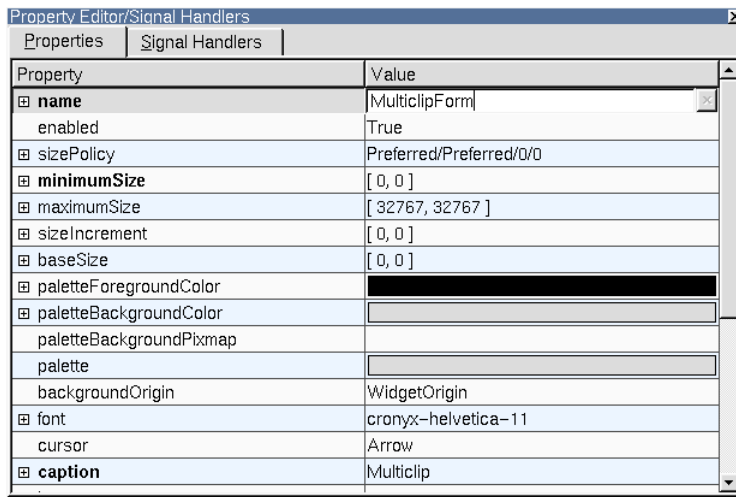 Property Editor/Signal Handlers
Properties Signal Handlers
Property Value
name MulticlipForm
enabled True
sizePolicy Preferred/Preferred/0/0
minimumSize [ 0, 0 ]
maximumSize [ 32767, 32767 ]
sizeIncrement [ 0, 0 ]
baseSize [ 0, 0 ]
paletteForegroundColor
paletteBackgroundColor
paletteBackgroundPixmap
palette
backgroundOrigin WidgetOrigin
font cronyx-helvetica-11
cursor Arrow
caption Multiclip